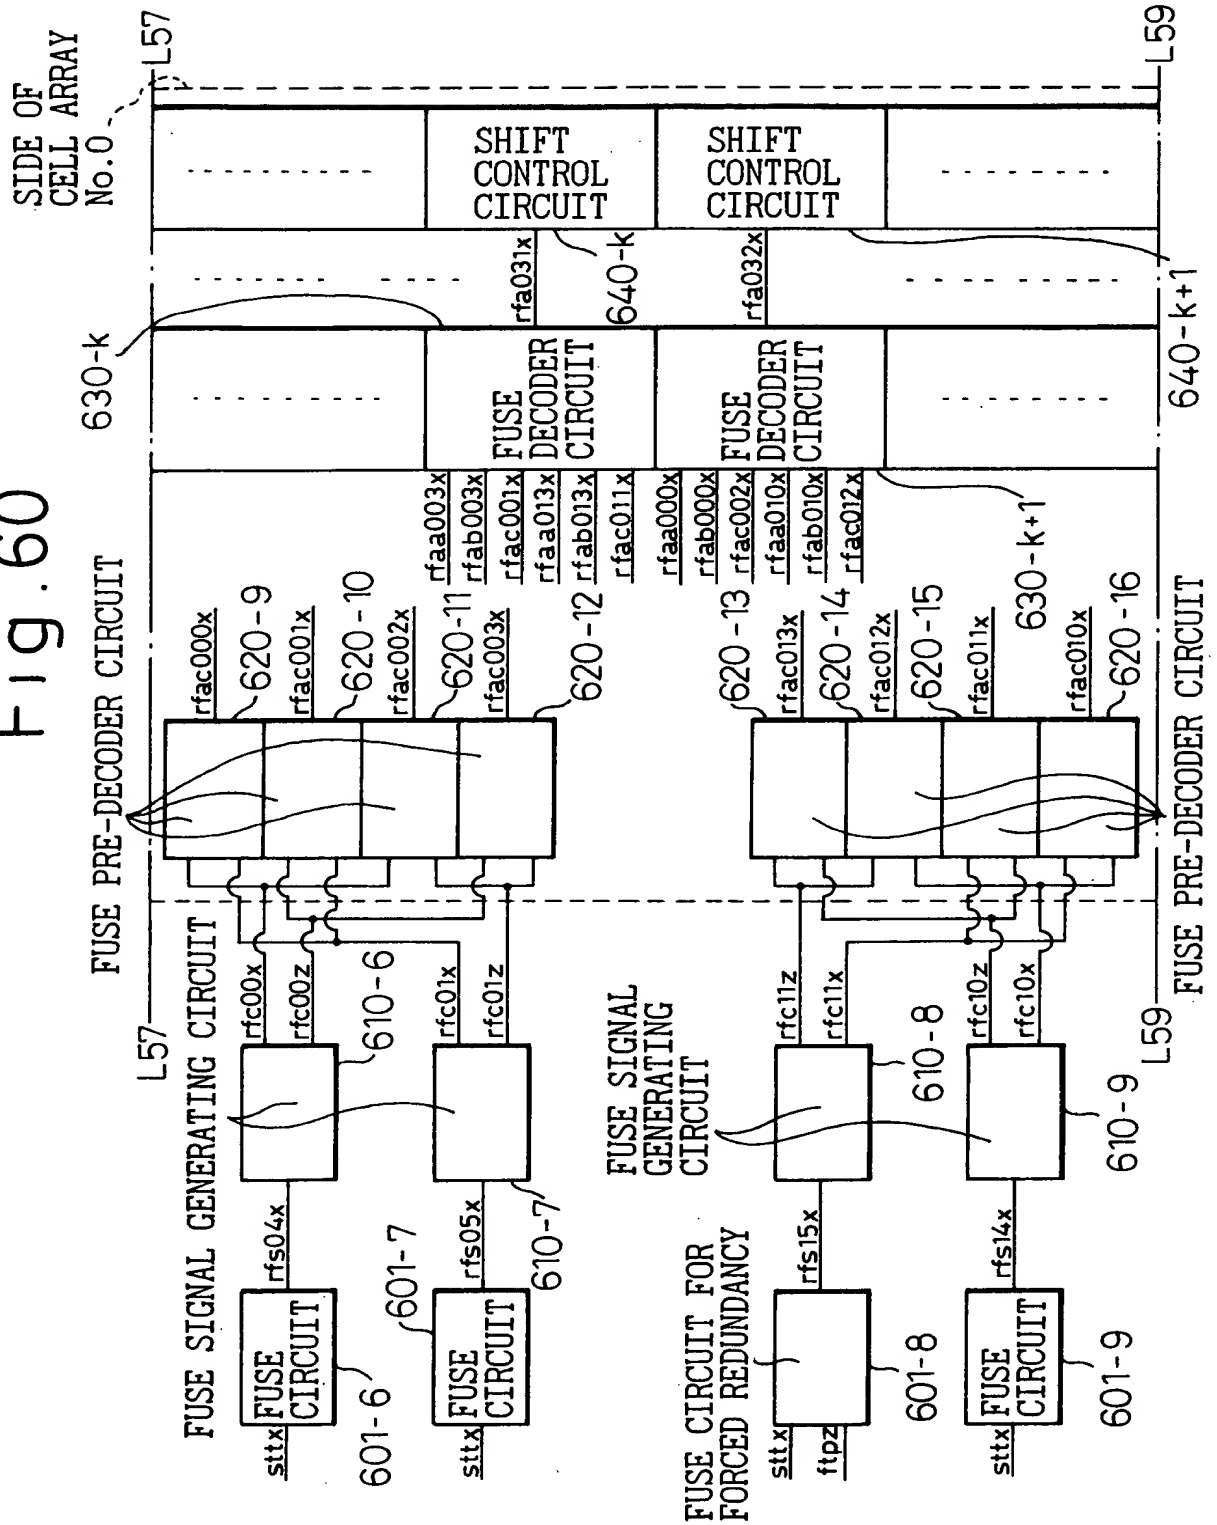 Fig.60
FUSE PRE-DECODER CIRCUIT
630-k
SIDE OF
CELL ARRAY
No.0
L57
L57
FUSE SIGNAL GENERATING CIRCUIT
sttx
FUSE
CIRCUIT
601-6
rfs04x
610-6
rfc00x
rfc00z
rfac000x
620-9
rfac001x
620-10
rfac002x
620-11
rfac003x
620-12
sttx
FUSE
CIRCUIT
601-7
rfs05x
610-7
rfc01x
rfc01z
rfaa003x
rfab003x
rfac001x
rfaa013x
rfab013x
rfac011x
FUSE
DECODER
CIRCUIT
rfa031x
640-k
SHIFT
CONTROL
CIRCUIT
rfaa000x
rfab000x
rfac002x
rfaa010x
rfab010x
rfac012x
FUSE
DECODER
CIRCUIT
rfa032x
SHIFT
CONTROL
CIRCUIT
630-k+1
640-k+1
FUSE CIRCUIT FOR
FORCED REDUNDANCY
FUSE SIGNAL
GENERATING
CIRCUIT
sttx
ftpz
601-8
rfs15x
610-8
rfc11z
rfc11x
620-13
rfac013x
620-14
rfac012x
620-15
rfac011x
rfac010x
620-16
sttx
FUSE
CIRCUIT
601-9
rfs14x
610-9
rfc10z
rfc10x
L59
L59
FUSE PRE-DECODER CIRCUIT